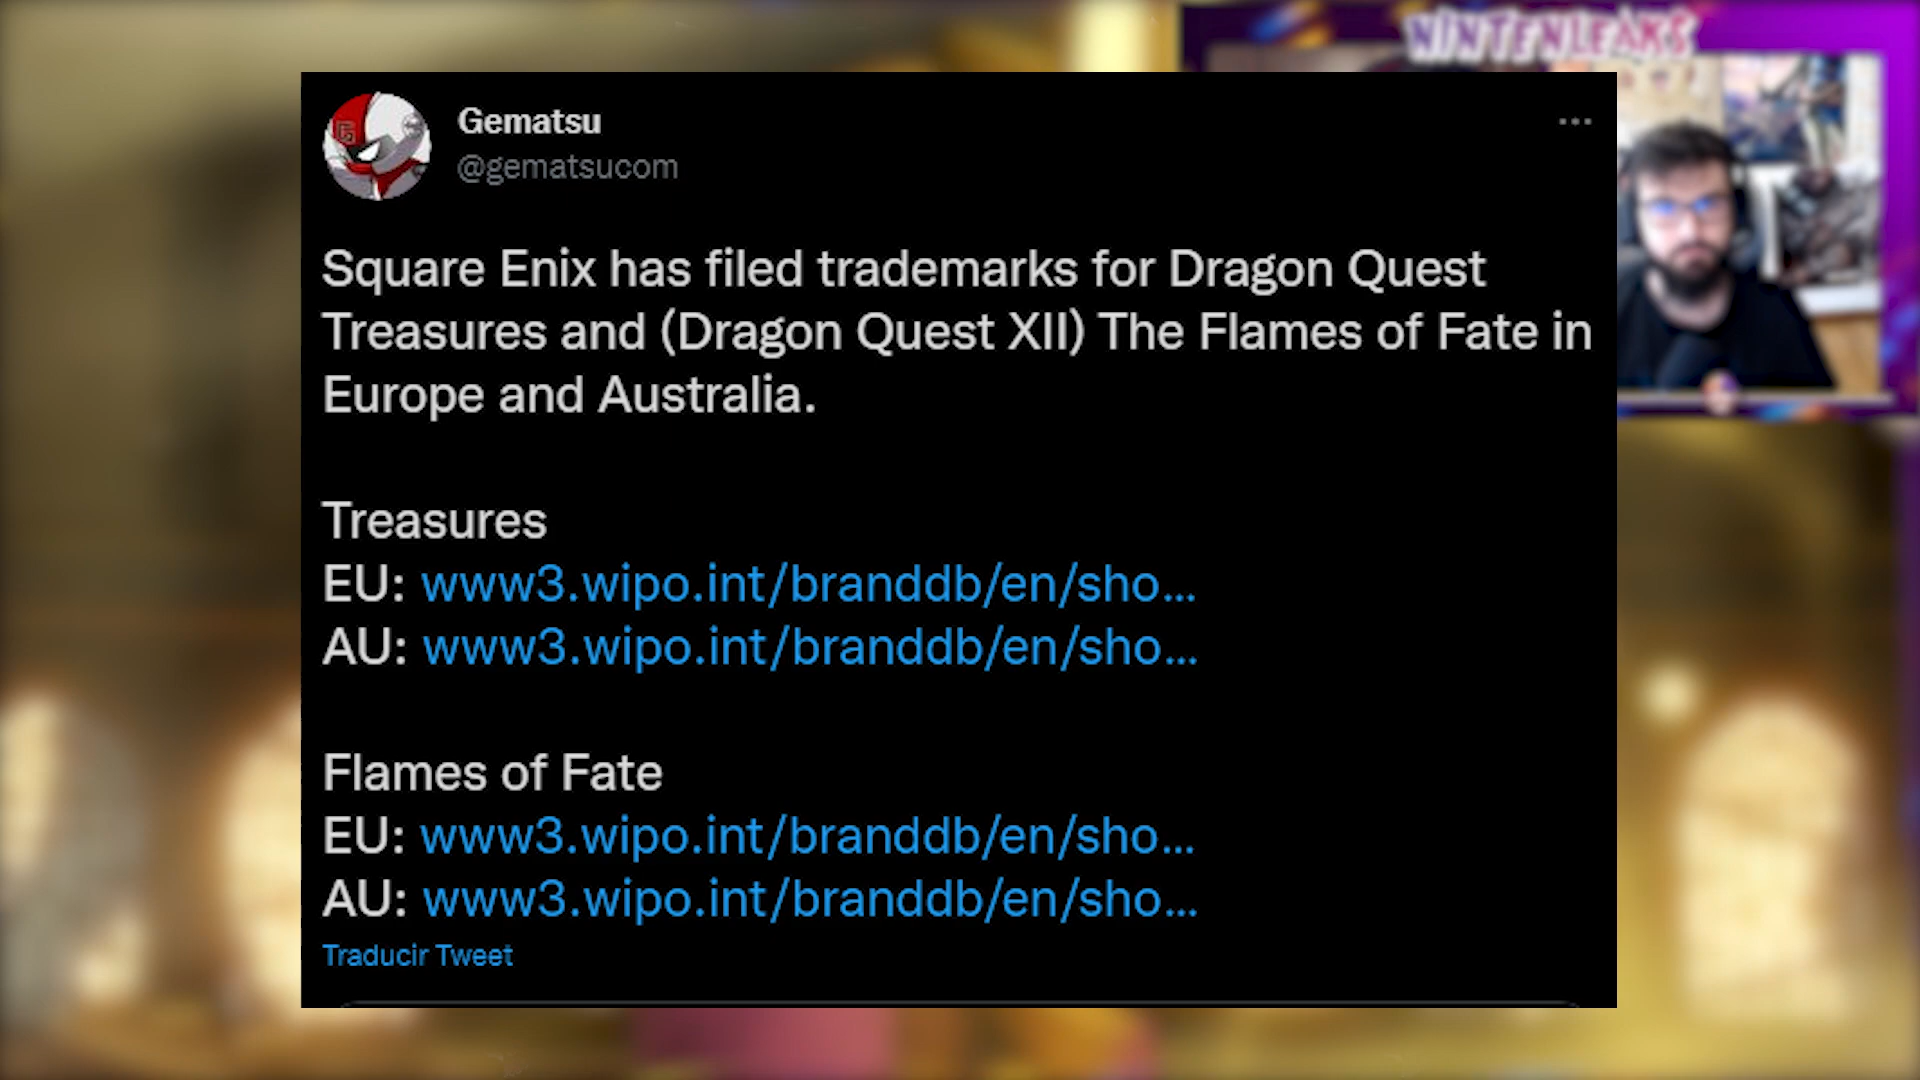 NINTENLEAKS
Gematsu
@gematsucom
Square Enix has filed trademarks for Dragon Quest
Treasures and (Dragon Quest XII) The Flames of Fate in
Europe and Australia.
Treasures
EU: www3.wipo.int/branddb/en/sho...
AU: www3.wipo.int/branddb/en/sho...
Flames of Fate
EU: www3.wipo.int/branddb/en/sho...
AU: www3.wipo.int/branddb/en/sho...
Traducir Tweet